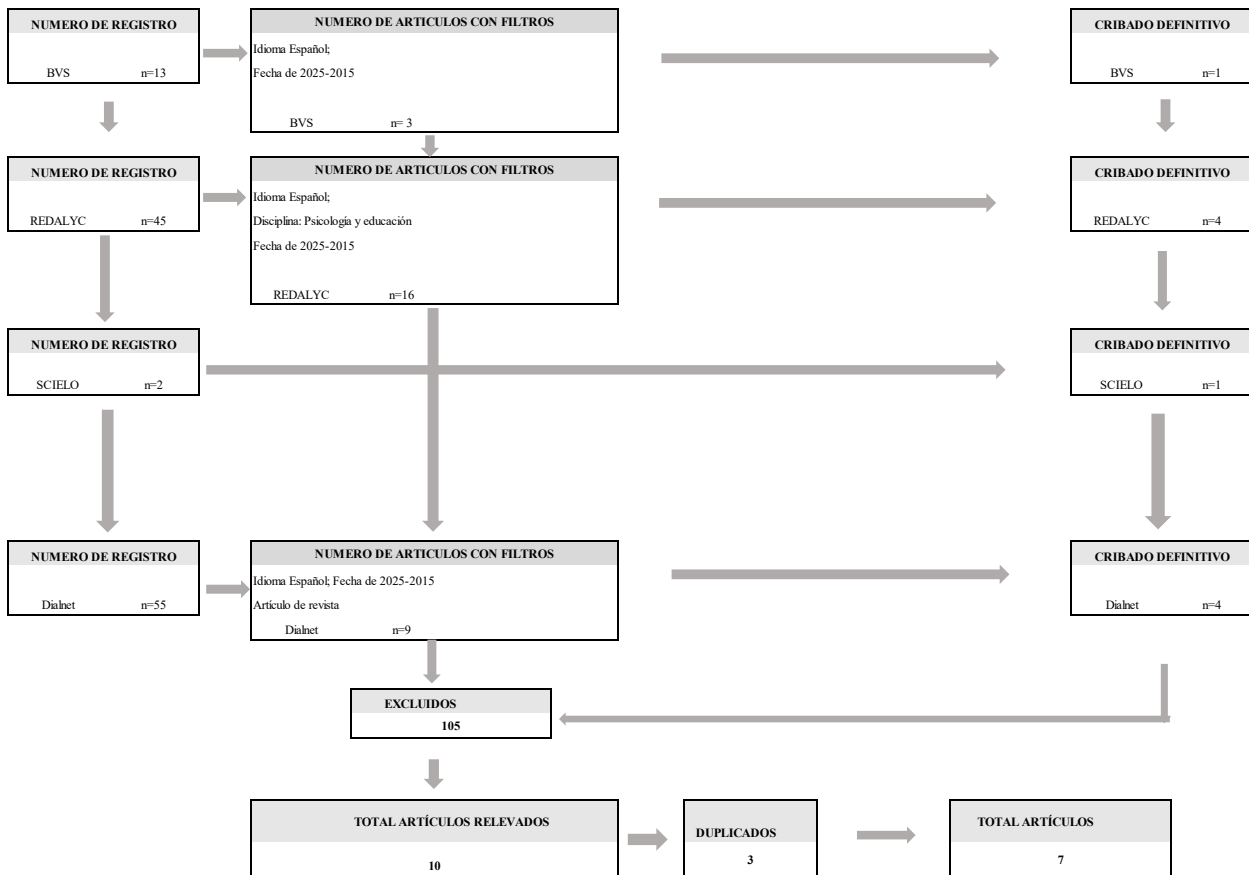 NUMERO DE REGISTRO
BVS n=13
NUMERO DE ARTICULOS CON FILTROS
Idioma Español;
Fecha de 2025-2015
BVS n= 3
CRIBADO DEFINITIVO
BVS n=1
NUMERO DE REGISTRO
REDALYC n=45
NUMERO DE ARTICULOS CON FILTROS
Idioma Español;
Disciplina: Psicología y educación
Fecha de 2025-2015
REDALYC n=16
CRIBADO DEFINITIVO
REDALYC n=4
NUMERO DE REGISTRO
SCIELO n=2
CRIBADO DEFINITIVO
SCIELO n=1
NUMERO DE REGISTRO
Dialnet n=55
NUMERO DE ARTICULOS CON FILTROS
Idioma Español; Fecha de 2025-2015
Artículo de revista
Dialnet n=9
CRIBADO DEFINITIVO
Dialnet n=4
EXCLUIDOS
105
TOTAL ARTÍCULOS RELEVADOS
10
DUPLICADOS
3
TOTAL ARTÍCULOS
7